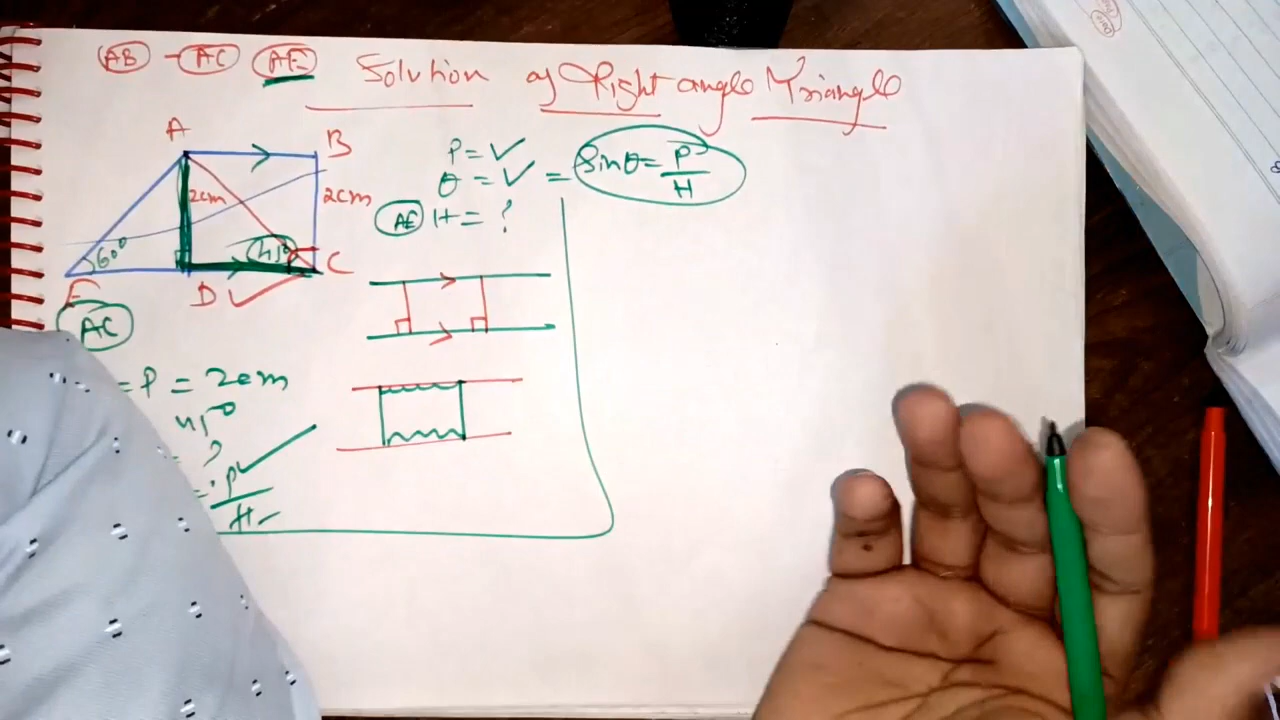 AB - AC AE Solution of Right angle Triangle
A B
2cm 2cm
60° 45° C
E D
P = ✓
θ = ✓ = Sinθ = P/H
AE H = ?
AC
= P = 2cm
45°
= ?
= P/H